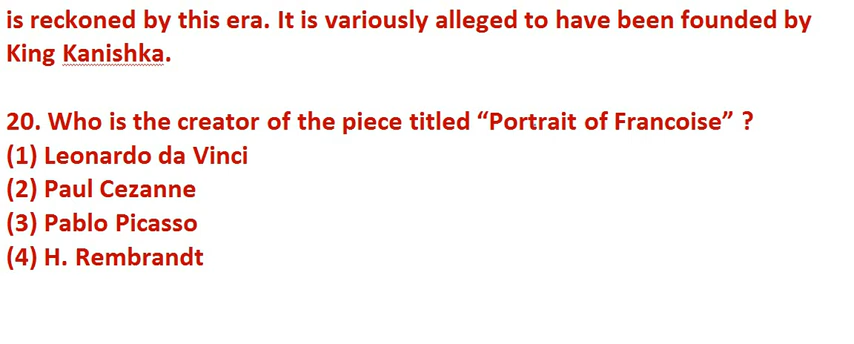 is reckoned by this era. It is variously alleged to have been founded by
King Kanishka.
20. Who is the creator of the piece titled “Portrait of Francoise” ?
(1) Leonardo da Vinci
(2) Paul Cezanne
(3) Pablo Picasso
(4) H. Rembrandt